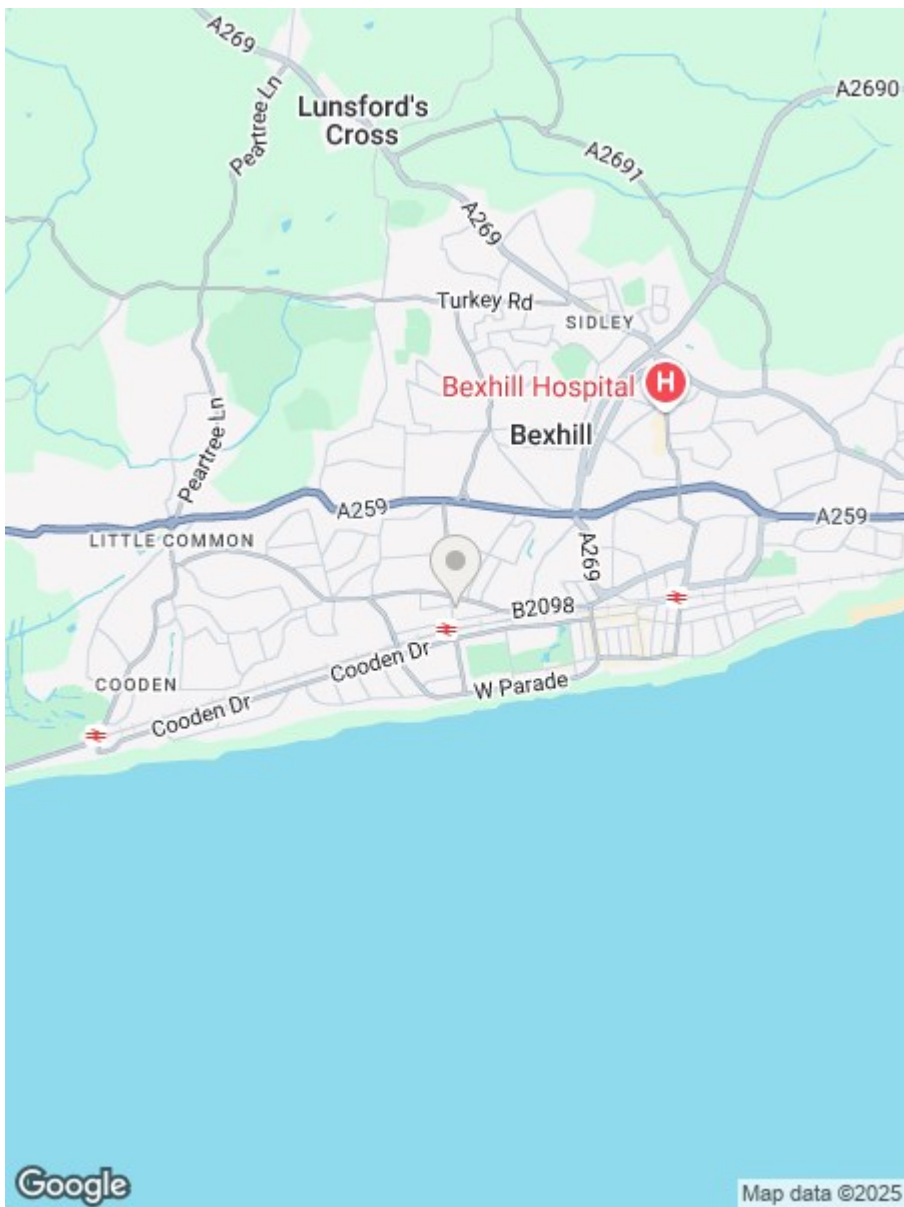 A269
A2690
Lunsford's
Cross
Peartree Ln
A2691
A269
Turkey Rd
SIDLEY
H
Bexhill Hospital
Bexhill
Peartree Ln
A259
A259
LITTLE COMMON
A269
B2098
Cooden Dr
W Parade
COODEN
Cooden Dr
Google
Map data ©2025